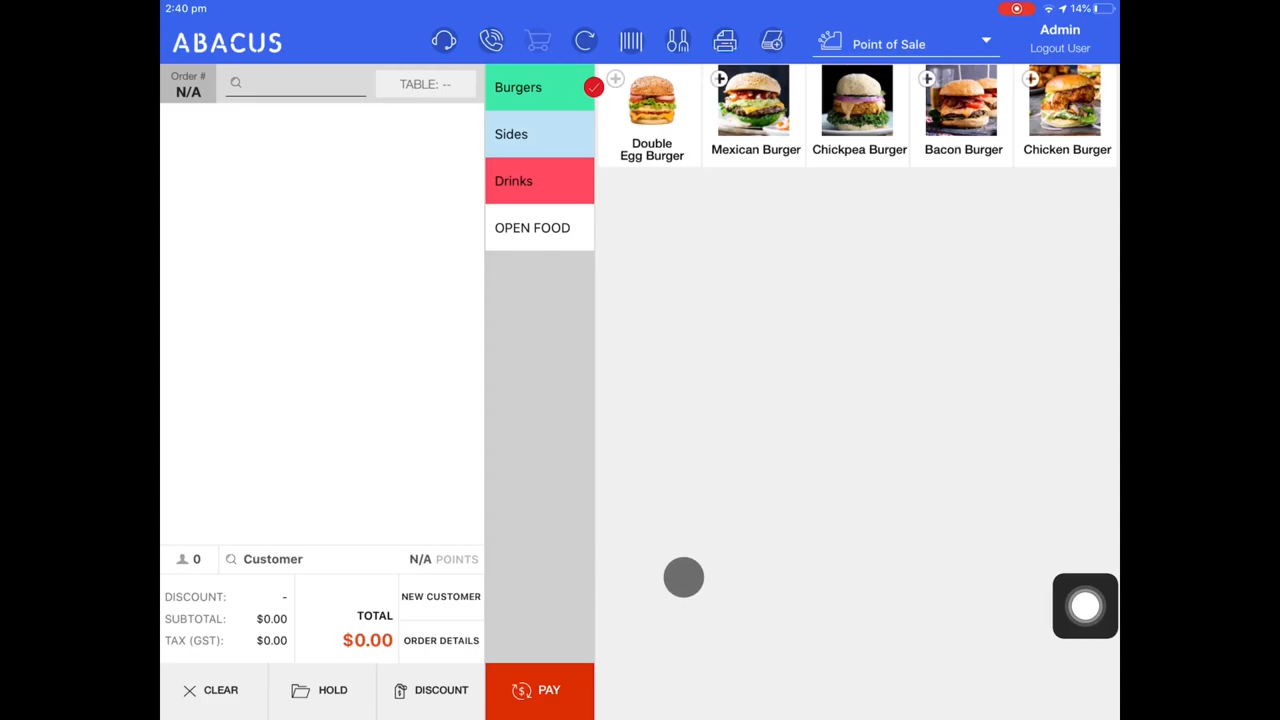 2:40 pm
14%
ABACUS
Point of Sale
Admin
Logout User
Order #
N/A
TABLE: --
Burgers
Sides
Drinks
OPEN FOOD
Double
Egg Burger
Mexican Burger
Chickpea Burger
Bacon Burger
Chicken Burger
0
Customer
N/A POINTS
DISCOUNT: -
SUBTOTAL: $0.00
TAX (GST): $0.00
TOTAL
$0.00
NEW CUSTOMER
ORDER DETAILS
CLEAR
HOLD
DISCOUNT
PAY